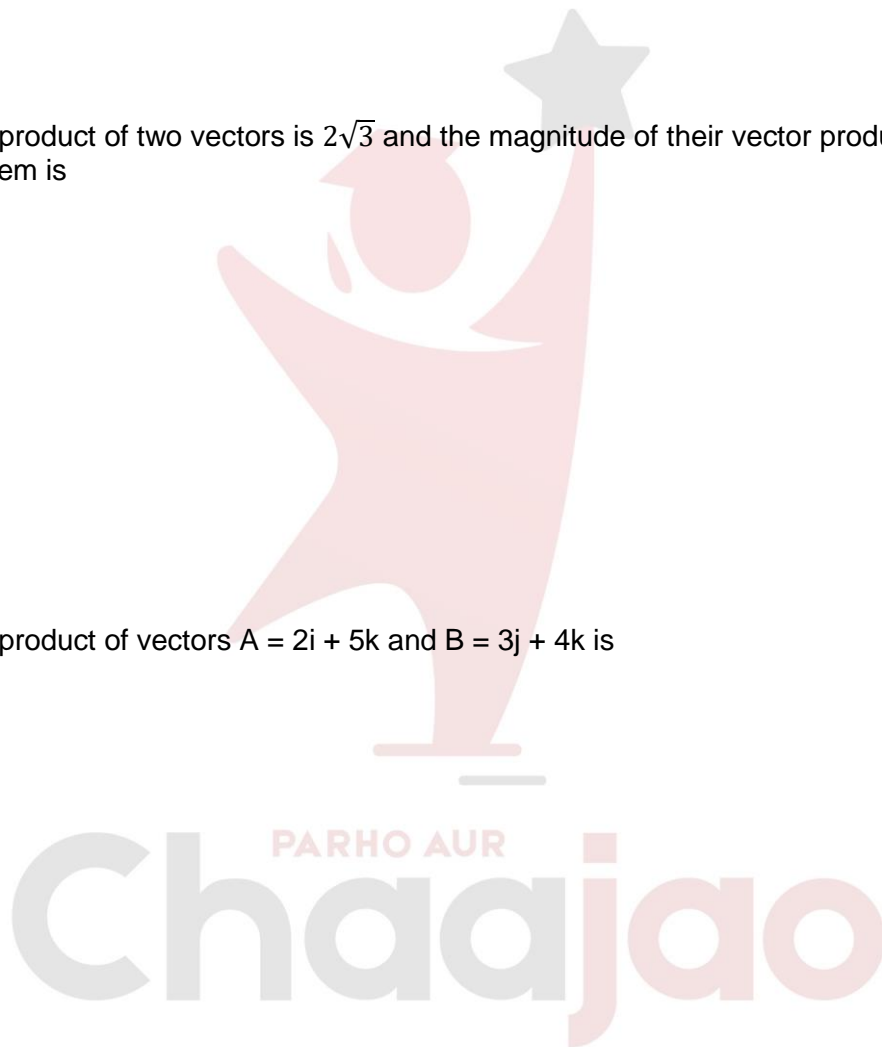 product of two vectors is 2√3 and the magnitude of their vector produ
em is
product of vectors A = 2i + 5k and B = 3j + 4k is
PARHO AUR
Chaajao